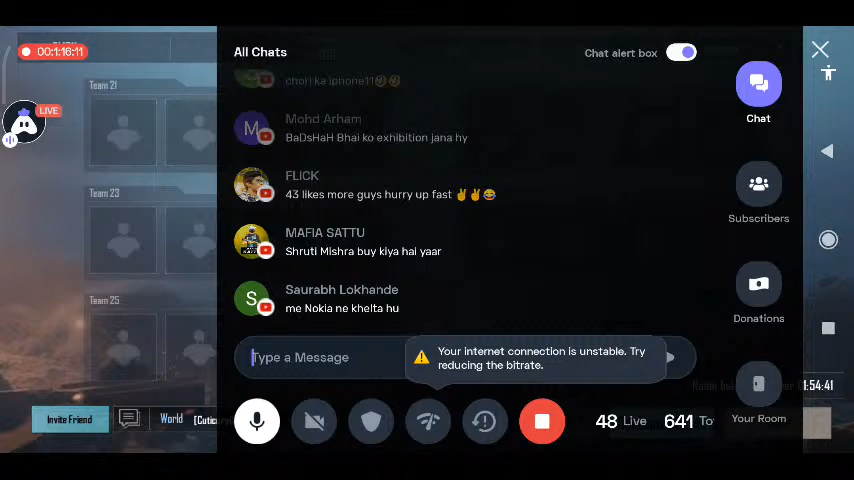 00:1:16:11
All Chats
Chat alert box
Team 21
LIVE
chori ka iphone11🤣🤣
Chat
M
Mohd Arham
BaDsHaH Bhai ko exhibition jana hy
Team 23
FLICK
43 likes more guys hurry up fast ✌✌😂
Subscribers
MAFIA SATTU
Shruti Mishra buy kiya hai yaar
Team 25
S
Saurabh Lokhande
me Nokia ne khelta hu
Donations
Type a Message
Your internet connection is unstable. Try
reducing the bitrate.
:54:41
Invite Friend
World
48 Live
641 To
Your Room